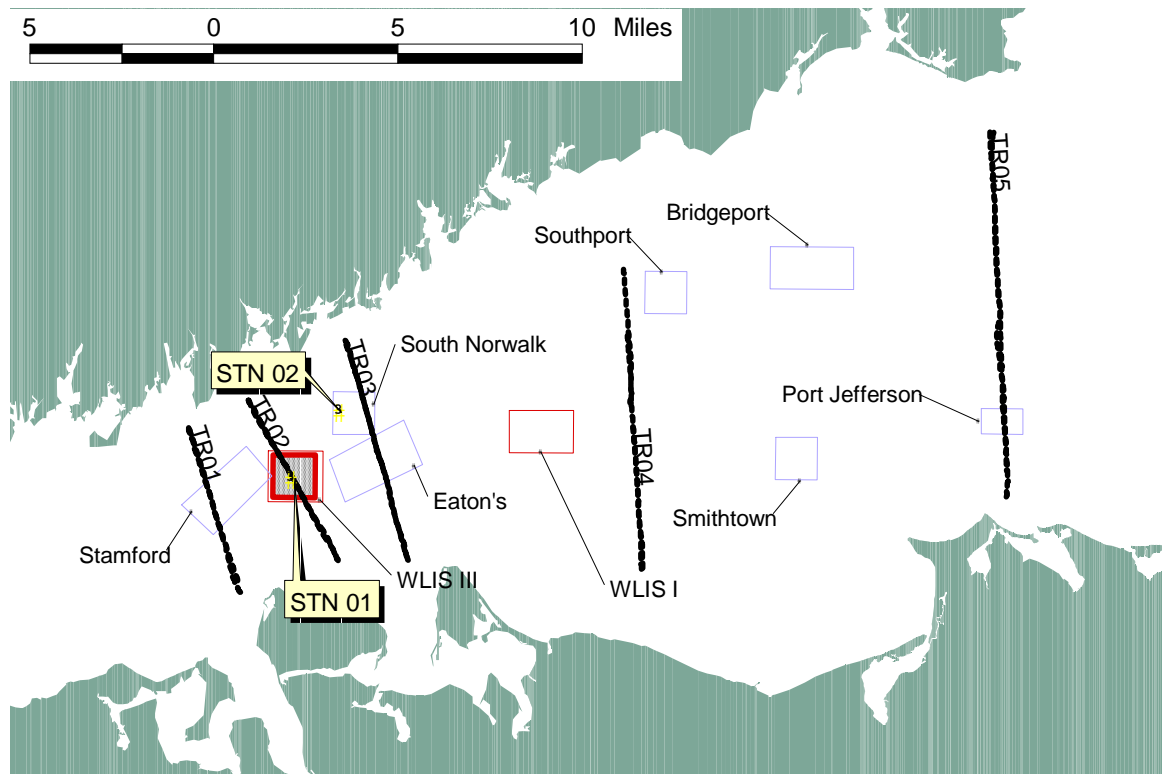 5 0 5 10 Miles
TR05
Bridgeport
Southport
South Norwalk
TR03
STN 02
Port Jefferson
TR02
TR01
TR04
Eaton's
Smithtown
Stamford
WLIS III
WLIS I
STN 01